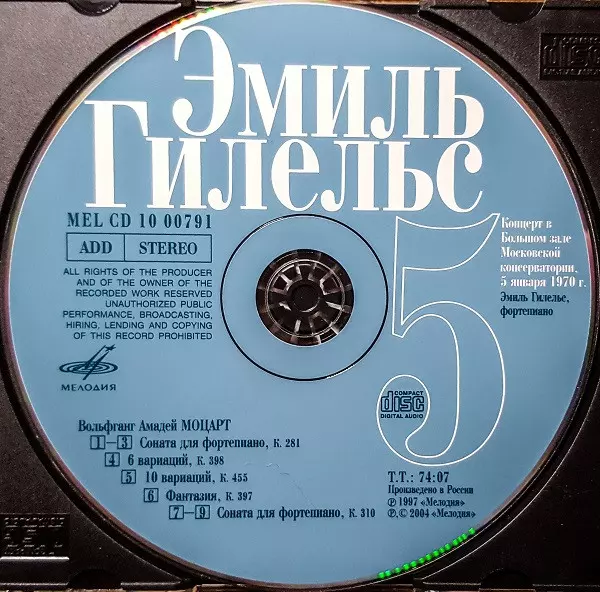 Эмиль
Гилельс
MEL CD 10 00791
ADD STEREO
ALL RIGHTS OF THE PRODUCER
AND OF THE OWNER OF THE
RECORDED WORK RESERVED
UNAUTHORIZED PUBLIC
PERFORMANCE, BROADCASTING,
HIRING, LENDING AND COPYING
OF THIS RECORD PROHIBITED
МЕЛОДИЯ
5
Концерт в
Большом зале
Московской
консерватории,
5 января 1970 г.
Эмиль Гилельс,
фортепиано
COMPACT
disc
DIGITAL AUDIO
Вольфганг Амадей МОЦАРТ
1—3 Соната для фортепиано, К. 281
4 6 вариаций, К. 398
5 10 вариаций, К. 455
6 Фантазия, К. 397
7—9 Соната для фортепиано, К. 310
Т.Т.: 74:07
Произведено в России
℗ 1997 «Мелодия»
℗, © 2004 «Мелодия»